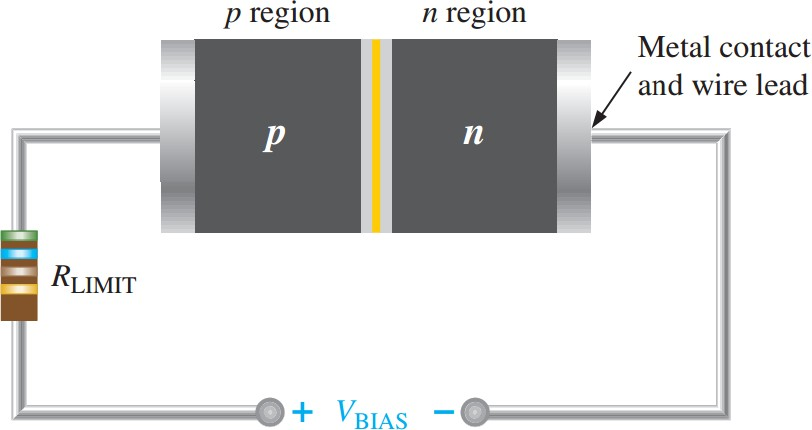 p region
n region
Metal contact
and wire lead
p
n
RLIMIT
+ VBIAS −